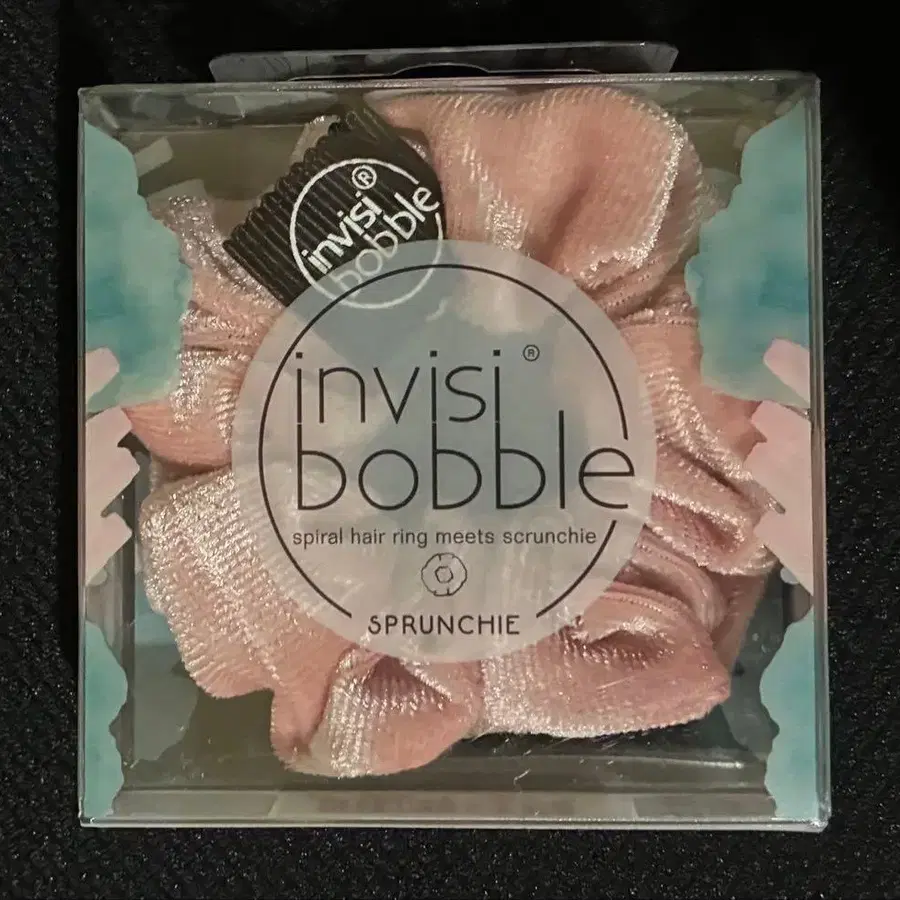 invisi®
bobble
invisi®
bobble
spiral hair ring meets scrunchie
SPRUNCHIE